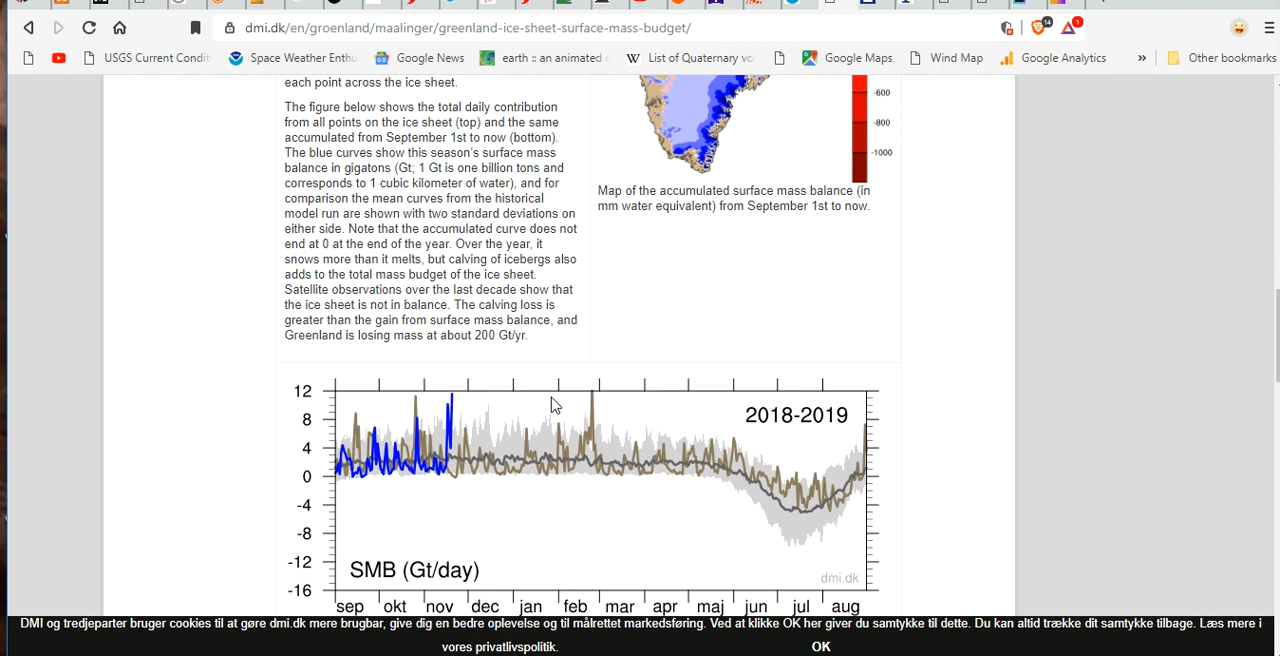 dmi.dk/en/groenland/maalinger/greenland-ice-sheet-surface-mass-budget/
14
1
USGS Current Condit
Space Weather Enthu
Google News
earth :: an animated
List of Quaternary vo
Google Maps
Wind Map
Google Analytics
»
Other bookmarks
each point across the ice sheet.
The figure below shows the total daily contribution
from all points on the ice sheet (top) and the same
accumulated from September 1st to now (bottom).
The blue curves show this season's surface mass
balance in gigatons (Gt; 1 Gt is one billion tons and
corresponds to 1 cubic kilometer of water), and for
comparison the mean curves from the historical
model run are shown with two standard deviations on
either side. Note that the accumulated curve does not
end at 0 at the end of the year. Over the year, it
snows more than it melts, but calving of icebergs also
adds to the total mass budget of the ice sheet.
Satellite observations over the last decade show that
the ice sheet is not in balance. The calving loss is
greater than the gain from surface mass balance, and
Greenland is losing mass at about 200 Gt/yr.
-600
-800
-1000
Map of the accumulated surface mass balance (in
mm water equivalent) from September 1st to now.
12
8
4
0
-4
-8
-12
-16
2018-2019
SMB (Gt/day)
dmi.dk
sep okt nov dec jan feb mar apr maj jun jul aug
DMI og tredjeparter bruger cookies til at gøre dmi.dk mere brugbar, give dig en bedre oplevelse og til målrettet markedsføring. Ved at klikke OK her giver du samtykke til dette. Du kan altid trække dit samtykke tilbage. Læs mere i
vores privatlivspolitik.
OK